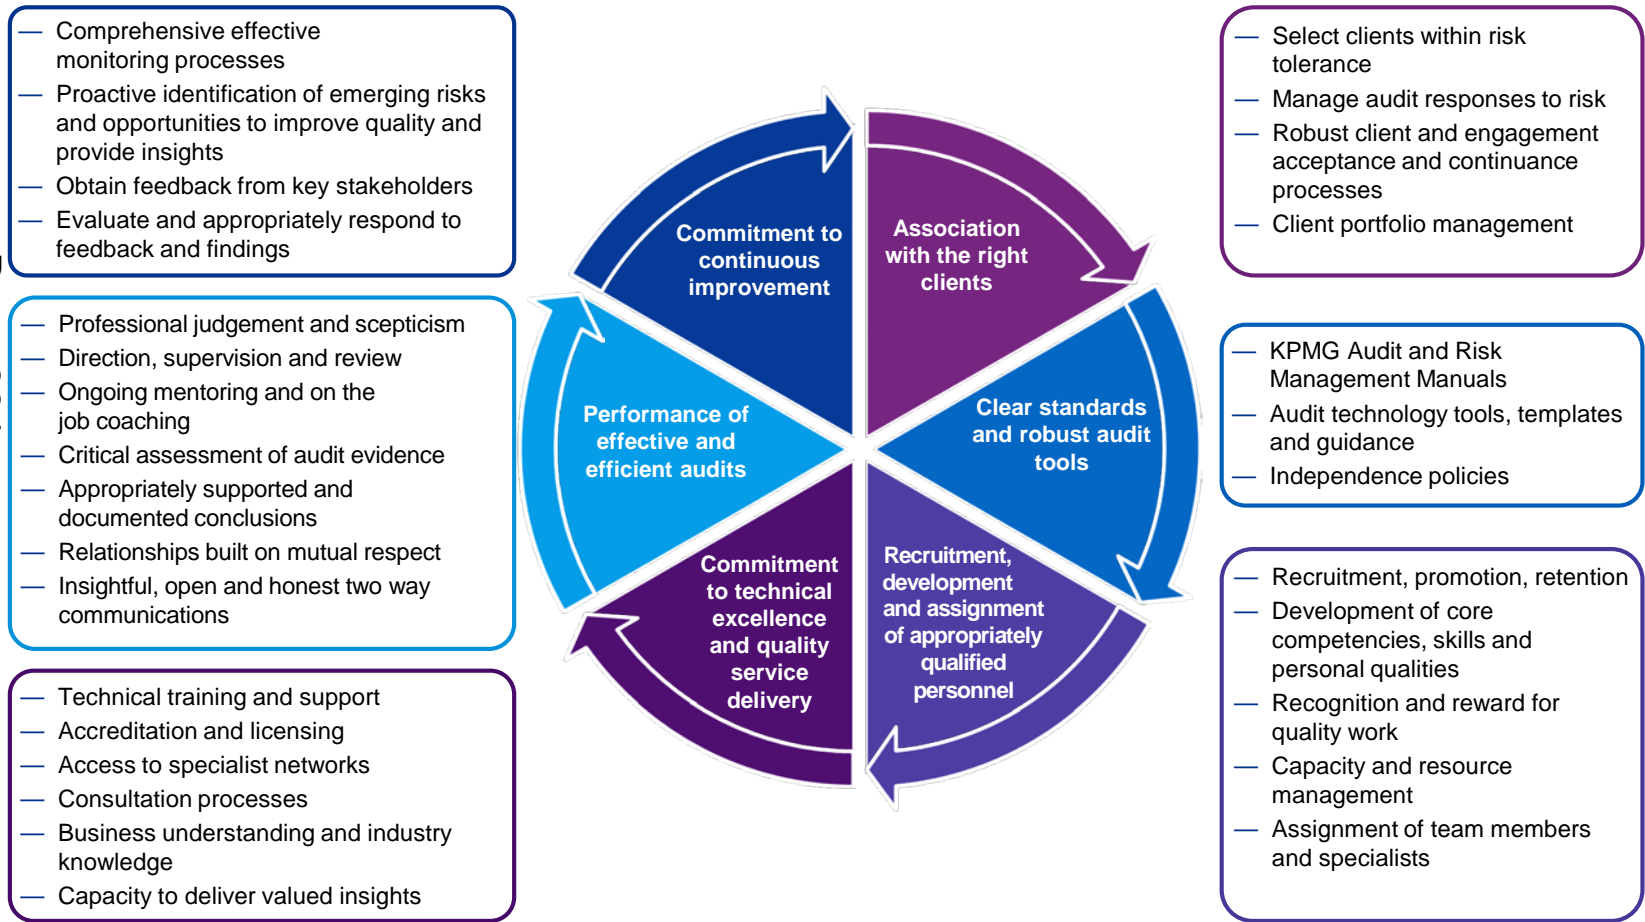 — Comprehensive effective
monitoring processes
— Proactive identification of emerging risks
and opportunities to improve quality and
provide insights
— Obtain feedback from key stakeholders
— Evaluate and appropriately respond to
feedback and findings
— Professional judgement and scepticism
— Direction, supervision and review
— Ongoing mentoring and on the
job coaching
— Critical assessment of audit evidence
— Appropriately supported and
documented conclusions
— Relationships built on mutual respect
— Insightful, open and honest two way
communications
— Technical training and support
— Accreditation and licensing
— Access to specialist networks
— Consultation processes
— Business understanding and industry
knowledge
— Capacity to deliver valued insights
Commitment to
continuous
improvement
Association
with the right
clients
Performance of
effective and
efficient audits
Clear standards
and robust audit
tools
Commitment
to technical
excellence
and quality
service
delivery
Recruitment,
development
and assignment
of appropriately
qualified
personnel
— Select clients within risk
tolerance
— Manage audit responses to risk
— Robust client and engagement
acceptance and continuance
processes
— Client portfolio management
— KPMG Audit and Risk
Management Manuals
— Audit technology tools, templates
and guidance
— Independence policies
— Recruitment, promotion, retention
— Development of core
competencies, skills and
personal qualities
— Recognition and reward for
quality work
— Capacity and resource
management
— Assignment of team members
and specialists